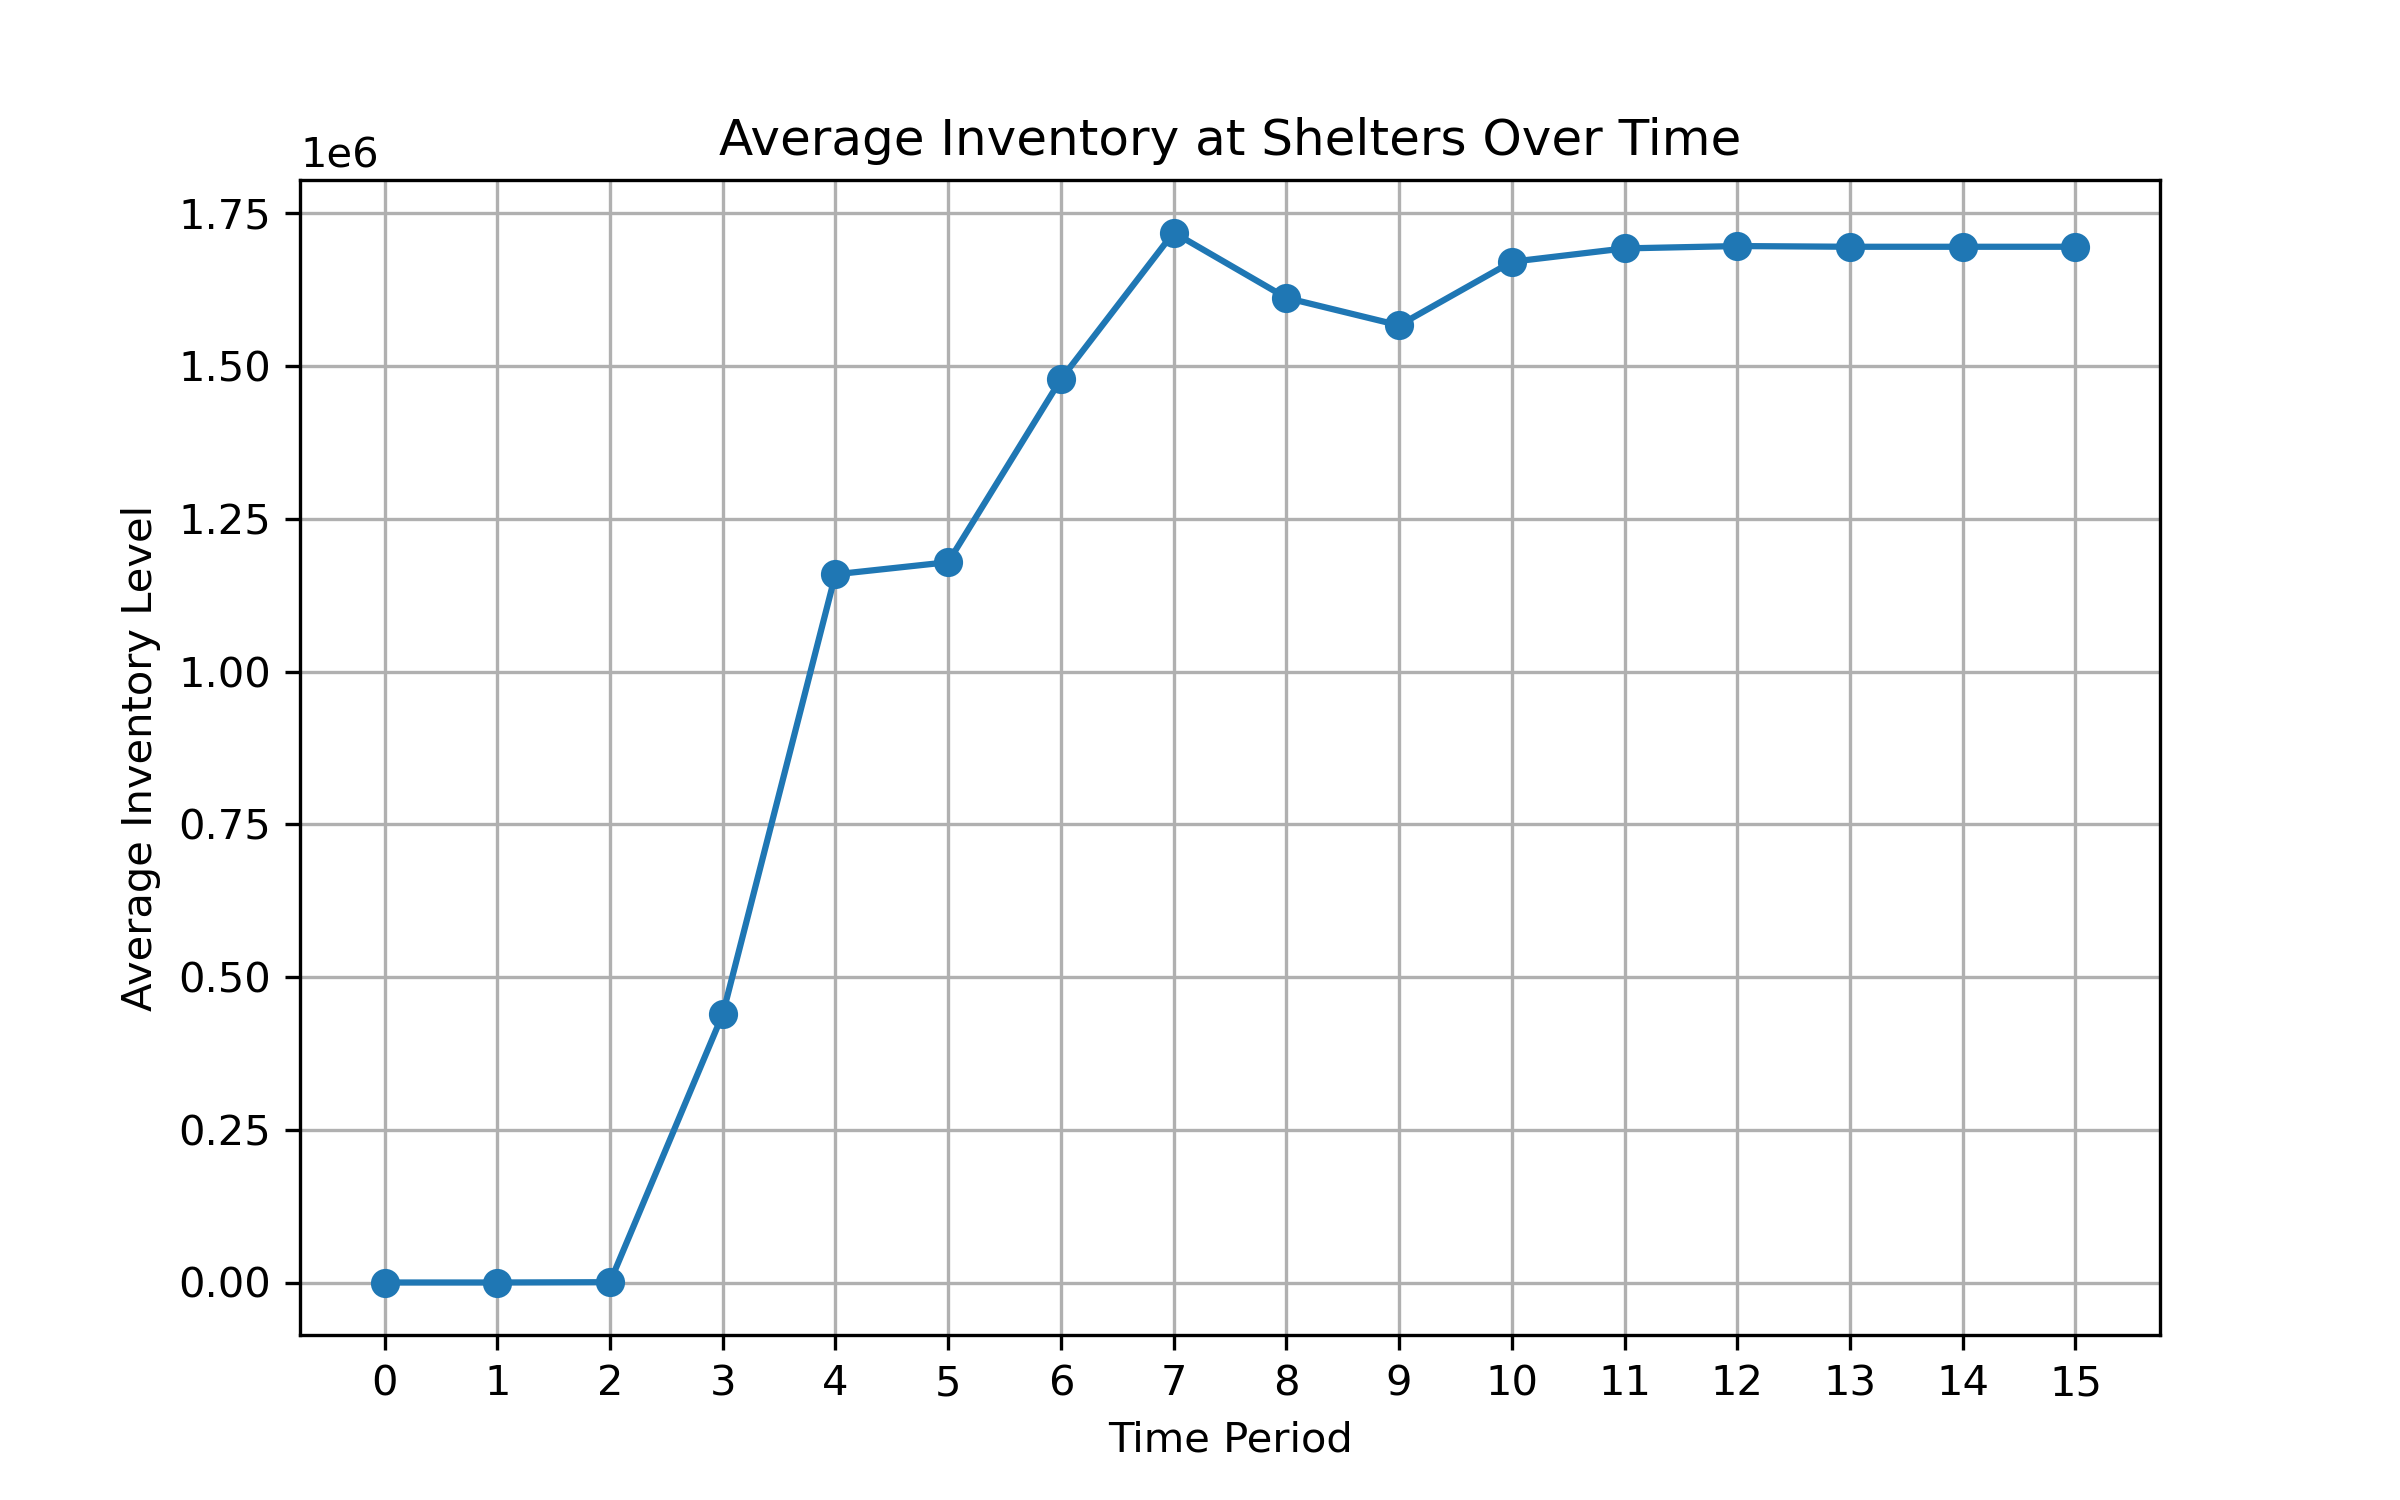 Average Inventory at Shelters Over Time
1e6
1.75
1.50
1.25
1.00
0.75
0.50
0.25
0.00
Average Inventory Level
0 1 2 3 4 5 6 7 8 9 10 11 12 13 14 15
Time Period